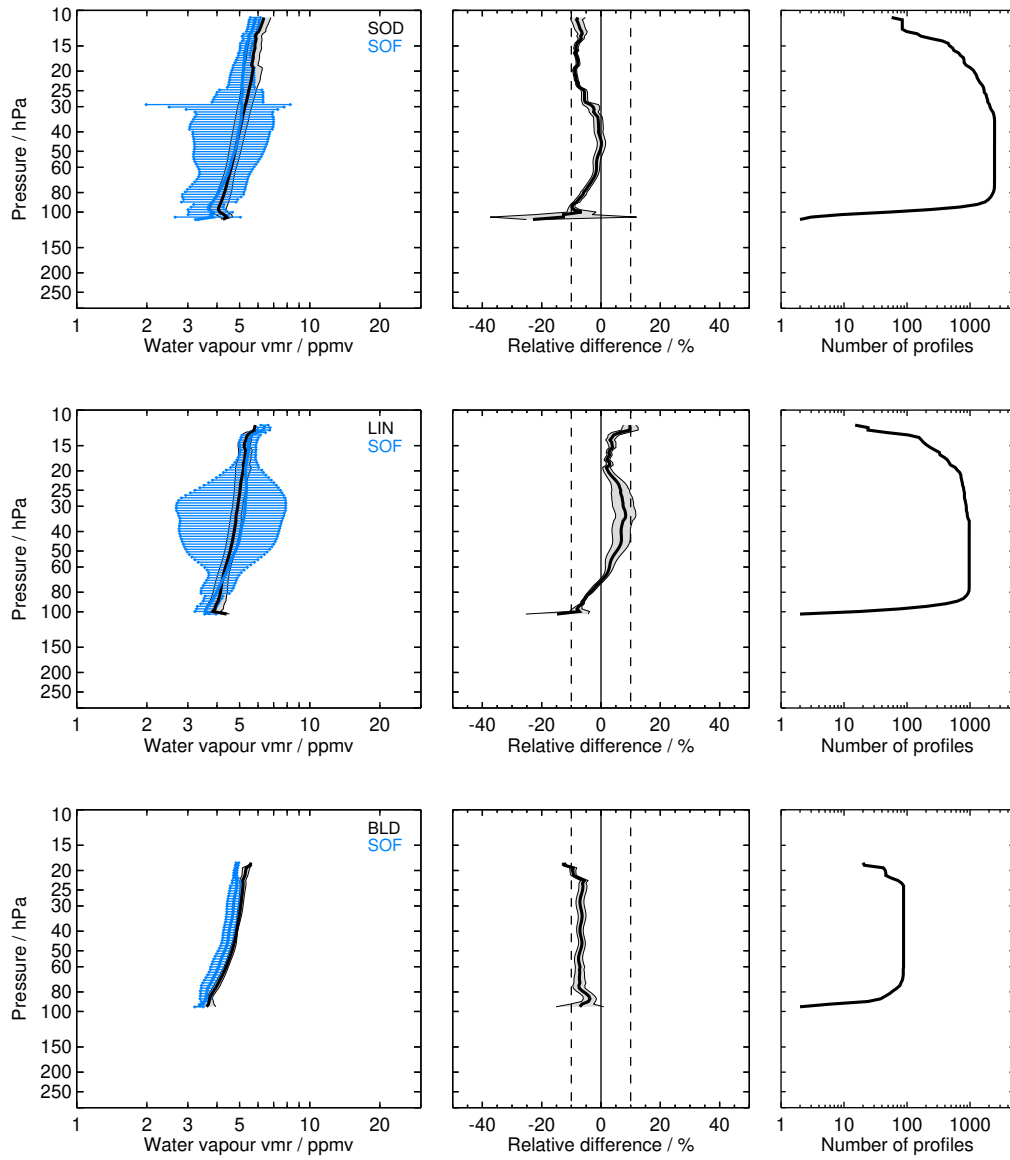 10
15
20
30
40
50
60
80
100
150
200
250
Pressure / hPa
SOD
SOF
1 2 3 5 10 20
Water vapour vmr / ppmv
-40 -20 0 20 40
Relative difference / %
1 10 100 1000
Number of profiles
10
15
20
25
30
40
50
60
80
100
150
200
250
Pressure / hPa
LIN
SOF
1 2 3 5 10 20
Water vapour vmr / ppmv
-40 -20 0 20 40
Relative difference / %
1 10 100 1000
Number of profiles
10
15
20
25
30
40
50
60
80
100
150
200
250
Pressure / hPa
BLD
SOF
1 2 3 5 10 20
Water vapour vmr / ppmv
-40 -20 0 20 40
Relative difference / %
1 10 100 1000
Number of profiles